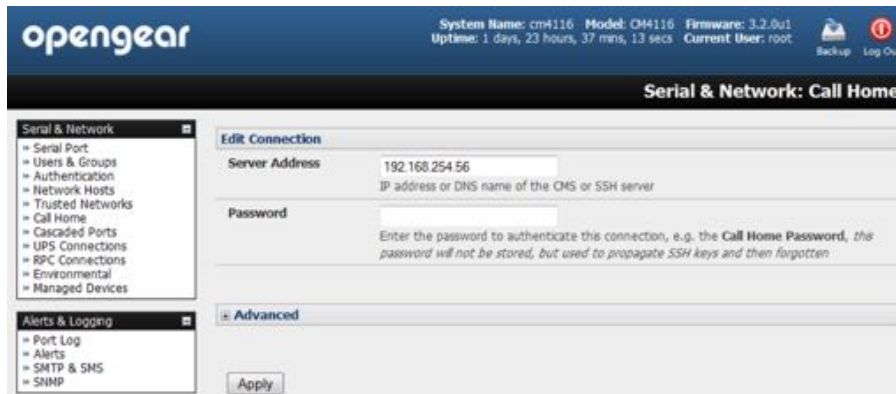 opengear
System Name: cm4116 Model: CM4116 Firmware: 3.2.0u1
Uptime: 1 days, 23 hours, 37 mins, 13 secs Current User: root
Backup
Log Ou
Serial & Network: Call Home
Serial & Network
Serial Port
Users & Groups
Authentication
Network Hosts
Trusted Networks
Call Home
Cascaded Ports
UPS Connections
RPC Connections
Environmental
Managed Devices
Alerts & Logging
Port Log
Alerts
SMTP & SMS
SNMP
Edit Connection
Server Address
192.168.254.56
IP address or DNS name of the CMS or SSH server
Password
Enter the password to authenticate this connection, e.g. the Call Home Password, this
password will not be stored, but used to propagate SSH keys and then forgotten
Advanced
Apply